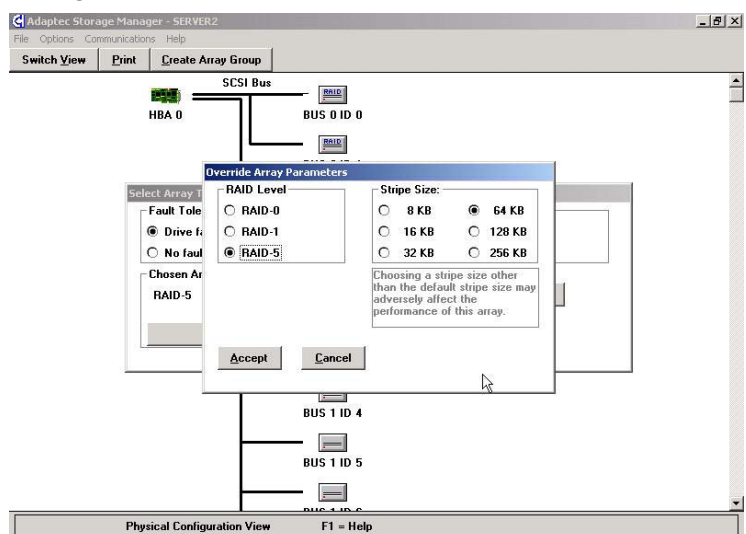 Adaptec Storage Manager - SERVER2
File Options Communications Help
Switch View Print Create Array Group
SCSI Bus
RAID
HBA 0 BUS 0 ID 0
RAID
Override Array Parameters
Select Array
RAID Level Stripe Size:
Fault
RAID-0 8 KB 64 KB
Drive
RAID-1 16 KB 128 KB
No
RAID-5 32 KB 256 KB
Chosen
Choosing a stripe size other
than the default stripe size may
adversely affect the
performance of this array.
RAID-5
Accept Cancel
BUS 1 ID 4
BUS 1 ID 5
Physical Configuration View F1 = Help